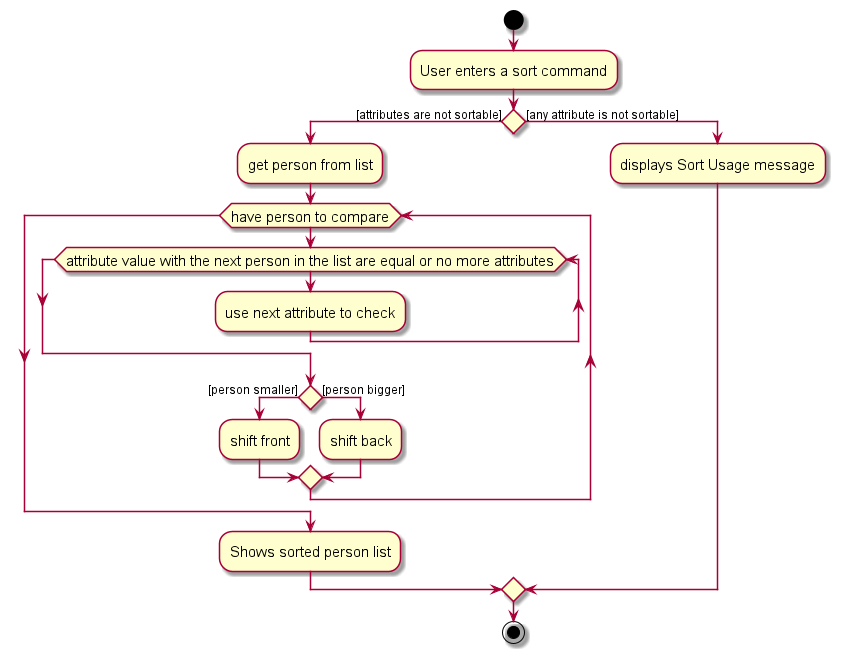 User enters a sort command
[attributes are not sortable]
[any attribute is not sortable]
get person from list
displays Sort Usage message
have person to compare
attribute value with the next person in the list are equal or no more attributes
use next attribute to check
[person smaller]
[person bigger]
shift front
shift back
Shows sorted person list